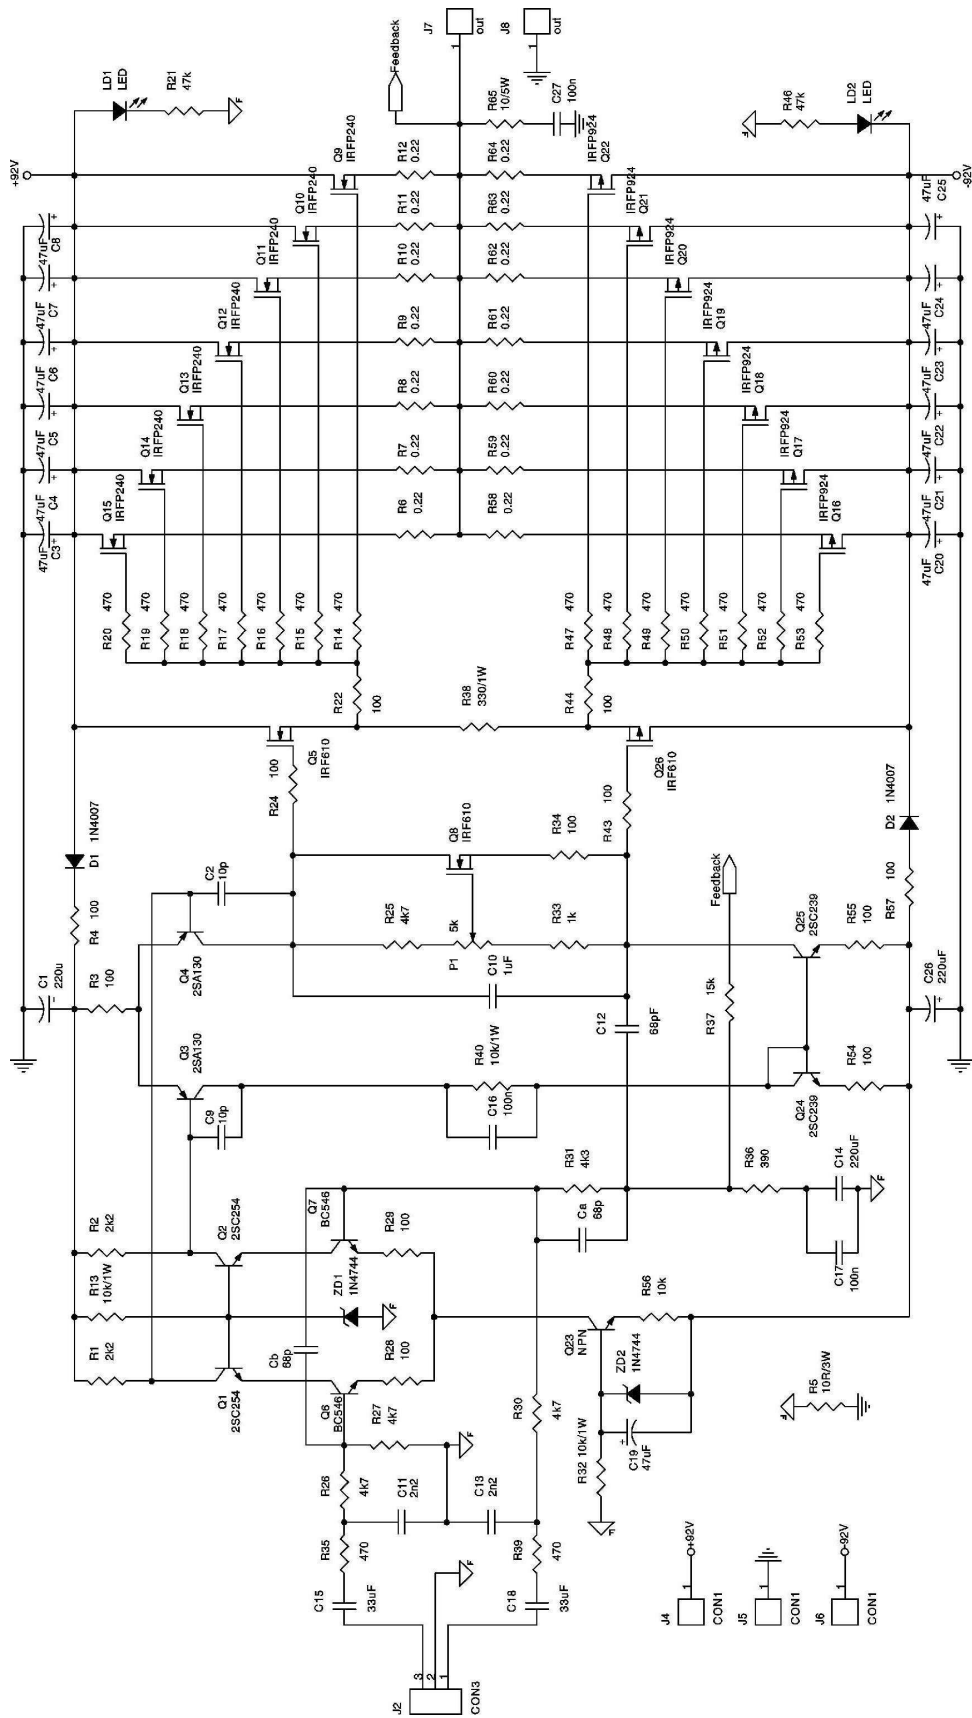 J7
out
1
J8
out
1
Feedback
LD1
LED
R21
47k
+92V
R65
10/5W
C27
100n
R46
47k
LD2
LED
-92V
Q9
IRFP240
Q10
IRFP240
Q11
IRFP240
Q12
IRFP240
Q13
IRFP240
Q14
IRFP240
Q15
IRFP240
R12
0.22
R11
0.22
R10
0.22
R9
0.22
R8
0.22
R7
0.22
R6
0.22
R64
0.22
R63
0.22
R62
0.22
R61
0.22
R60
0.22
R59
0.22
R58
0.22
IRFP924
Q22
IRFP924
Q21
IRFP924
Q20
IRFP924
Q19
IRFP924
Q18
IRFP924
Q17
IRFP924
Q16
47uF
C8
47uF
C7
47uF
C6
47uF
C5
47uF
C4
47uF
C3
47uF
C25
C24
47uF
C23
47uF
C22
47uF
C21
47uF
C20
47uF
R20
470
R19
470
R18
470
R17
470
R16
470
R15
470
R14
470
R47
470
R48
470
R49
470
R50
470
R51
470
R52
470
R53
470
R22
100
R38
330/1W
R44
100
Q5
IRF610
R24
100
Q26
IRF610
R43
100
Q8
IRF610
R34
100
D1
1N4007
R4
100
C1
220u
R3
100
Q4
2SA130
C2
10p
R25
4k7
5k
P1
R33
1k
C10
1uF
C12
68pF
Feedback
R37
15k
Q25
2SC239
R55
100
D2
1N4007
R57
100
C26
220uF
Q3
2SA130
C9
10p
R40
10k/1W
C16
100n
Q24
2SC239
R54
100
R31
4k3
Ca
68p
R36
390
C14
220uF
C17
100n
R2
2k2
R13
10k/1W
R1
2k2
Q2
2SC254
Q1
2SC254
Q7
BC546
ZD1
1N4744
R29
100
R28
100
Cb
68p
Q6
BC546
R27
4k7
R30
4k7
Q23
NPN
R56
10k
ZD2
1N4744
R32
10k/1W
C19
47uF
R5
10R/3W
R26
4k7
C11
2n2
C13
2n2
R35
470
R39
470
C15
33uF
C18
33uF
J2
CON3
3
2
1
J4
CON1
1
+92V
J5
CON1
1
J6
CON1
1
-92V
F
F
F
F
F
F
F
F